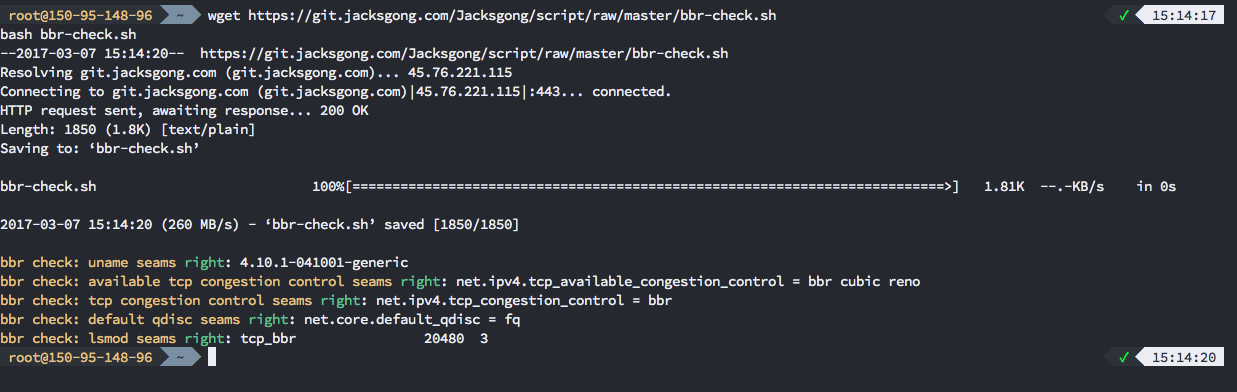 root@150-95-148-96 ~ wget https://git.jacksgong.com/Jacksgong/script/raw/master/bbr-check.sh ✓ 15:14:17
bash bbr-check.sh
--2017-03-07 15:14:20--  https://git.jacksgong.com/Jacksgong/script/raw/master/bbr-check.sh
Resolving git.jacksgong.com (git.jacksgong.com)... 45.76.221.115
Connecting to git.jacksgong.com (git.jacksgong.com)|45.76.221.115|:443... connected.
HTTP request sent, awaiting response... 200 OK
Length: 1850 (1.8K) [text/plain]
Saving to: ‘bbr-check.sh’
bbr-check.sh 100%[==========================================================================>] 1.81K --.-KB/s in 0s
2017-03-07 15:14:20 (260 MB/s) - ‘bbr-check.sh’ saved [1850/1850]
bbr check: uname seams right: 4.10.1-041001-generic
bbr check: available tcp congestion control seams right: net.ipv4.tcp_available_congestion_control = bbr cubic reno
bbr check: tcp congestion control seams right: net.ipv4.tcp_congestion_control = bbr
bbr check: default qdisc seams right: net.core.default_qdisc = fq
bbr check: lsmod seams right: tcp_bbr 20480 3
root@150-95-148-96 ~ ✓ 15:14:20